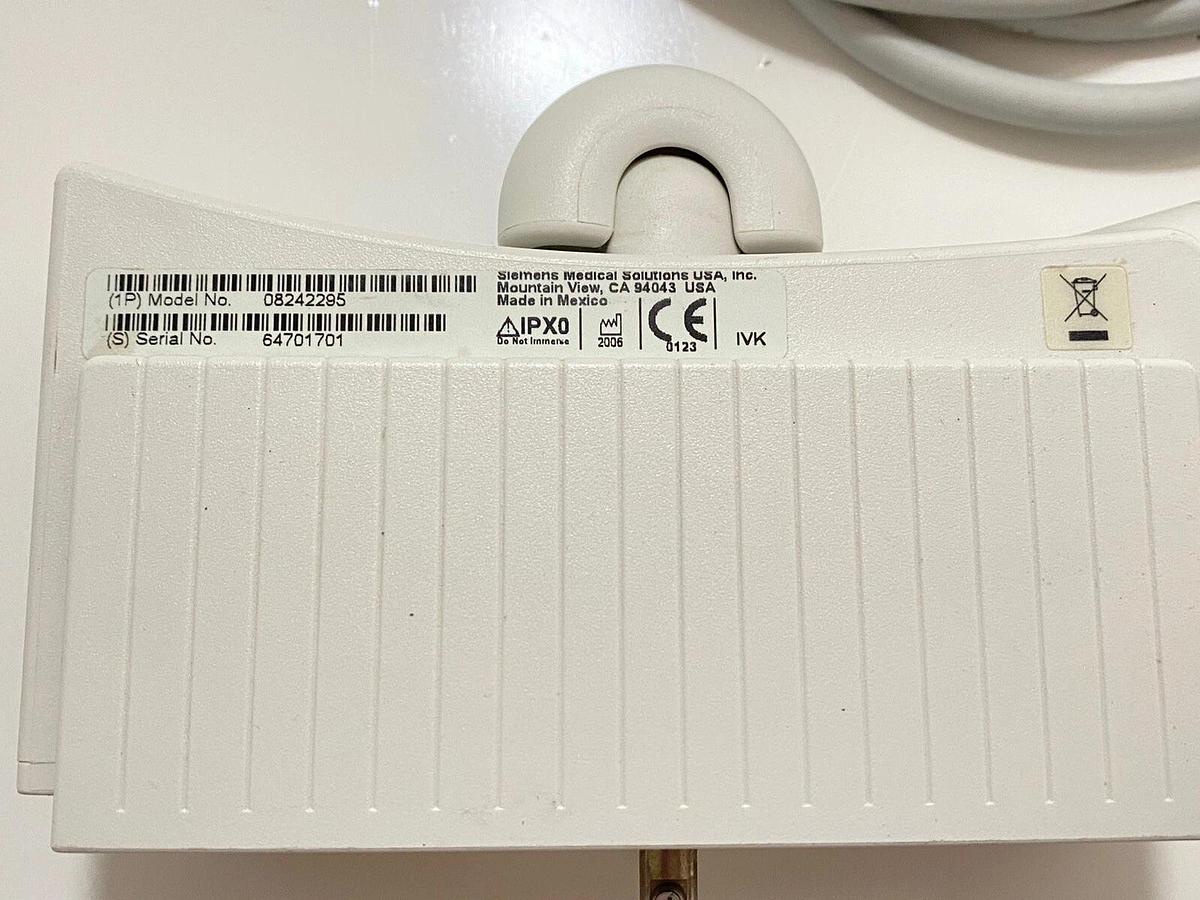 (1P) Model No. 08242295
(S) Serial No. 64701701
Siemens Medical Solutions USA, Inc.
Mountain View, CA 94043 USA
Made in Mexico
IPX0
Do Not Immerse
2006
CE
0123
IVK